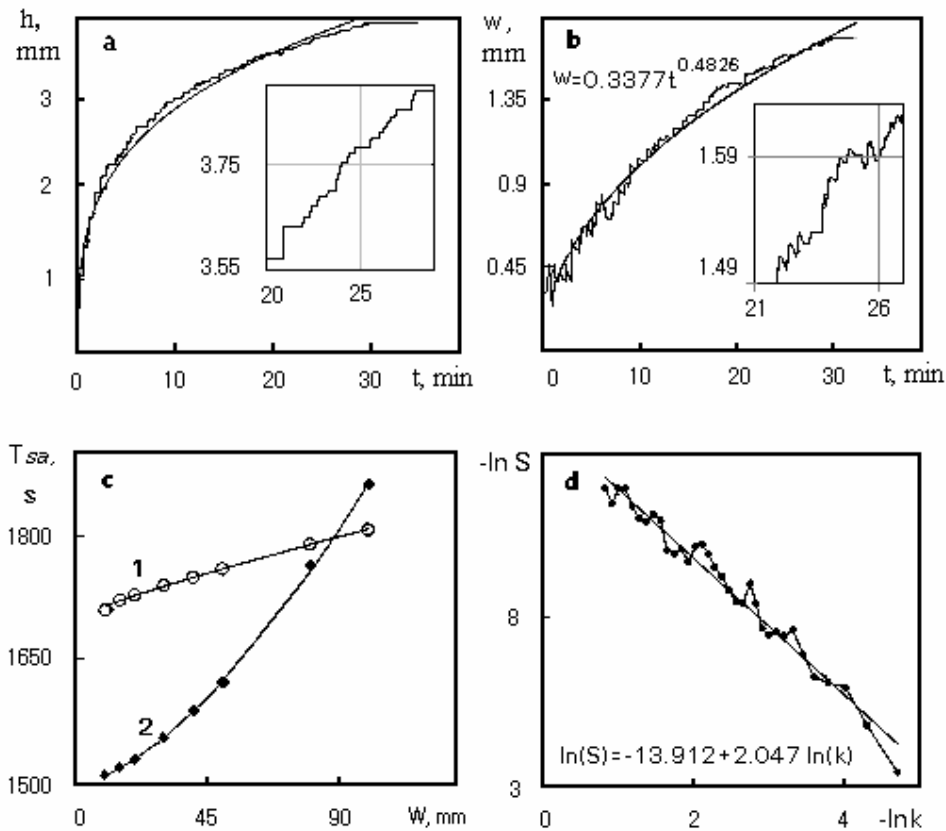 h,
mm
a
3
2
1
3.75
3.55
20
25
0
10
20
30
t, min
w,
mm
b
w=0.3377t^0.4826
1.35
0.9
0.45
1.59
1.49
21
26
0
10
20
30
t, min
Tsa,
s
c
1800
1650
1500
1
2
0
45
90
W, mm
-ln S
d
8
3
ln(S)=-13.912+2.047 ln(k)
0
2
4
-lnk